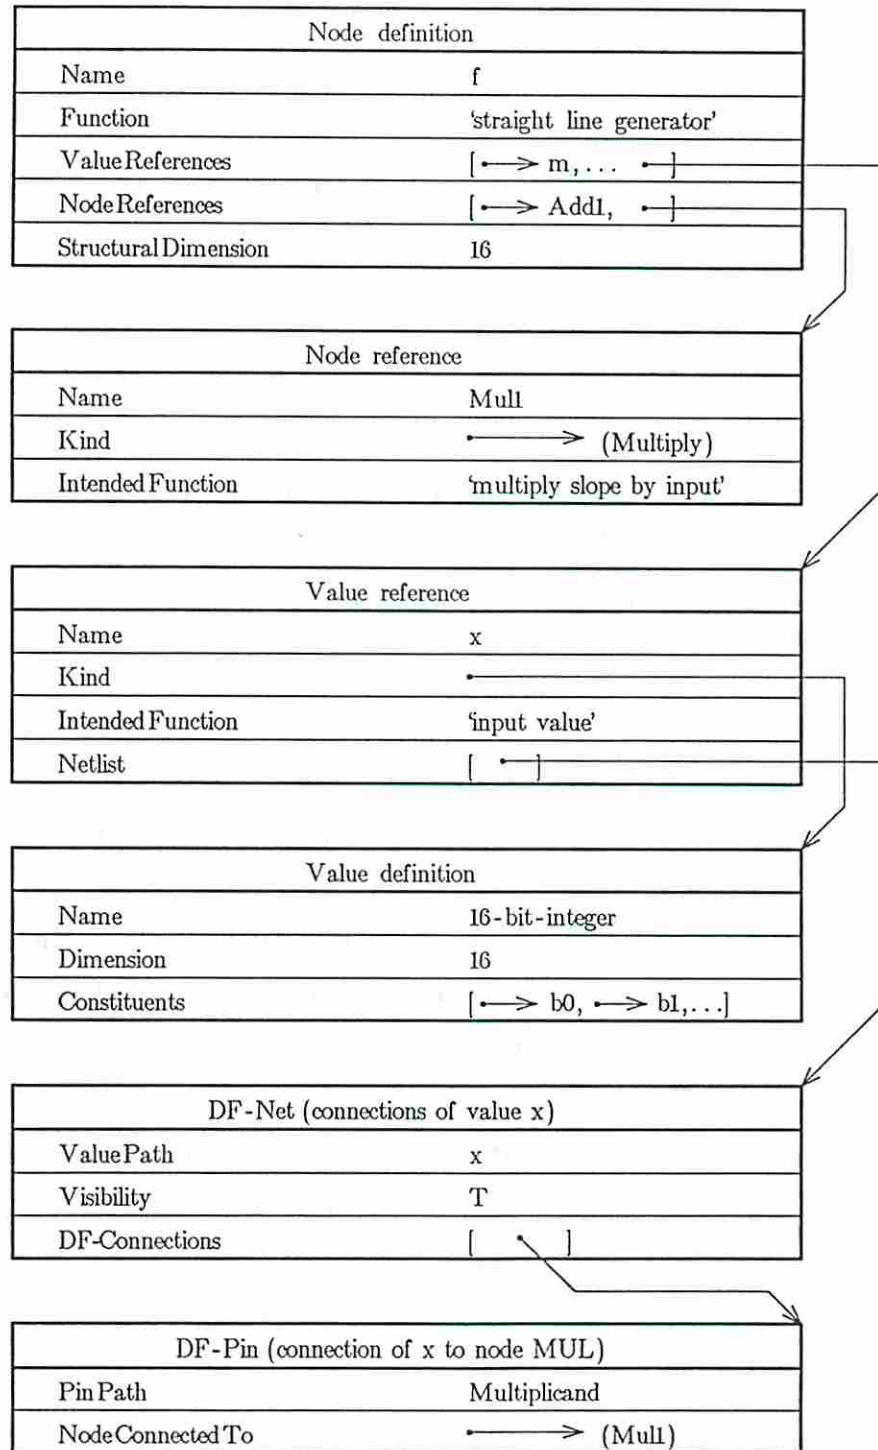 Node definition
Name f
Function 'straight line generator'
Value References [ m, ... ]
Node References [ Add1, ]
Structural Dimension 16
Node reference
Name Mul1
Kind (Multiply)
Intended Function 'multiply slope by input'
Value reference
Name x
Kind
Intended Function 'input value'
Netlist [ ]
Value definition
Name 16-bit-integer
Dimension 16
Constituents [ b0, b1,...]
DF-Net (connections of value x)
Value Path x
Visibility T
DF-Connections [ ]
DF-Pin (connection of x to node MUL)
Pin Path Multiplicand
Node Connected To (Mul1)